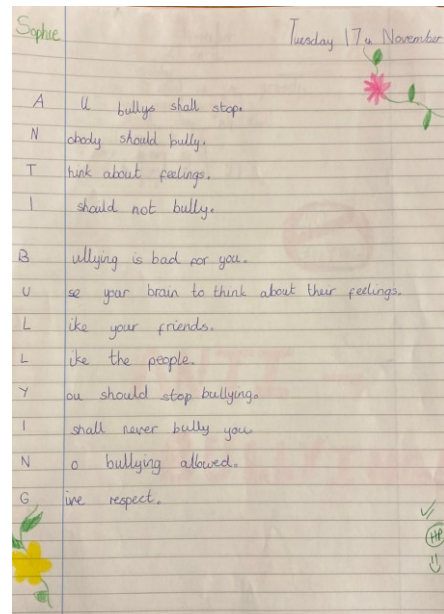 Sophie
Tuesday 17th November
A U bullys shall stop.
N obody should bully.
T hink about feelings.
I should not bully.
B ullying is bad for you.
U se your brain to think about their feelings.
L ike your friends.
L ike the people.
Y ou should stop bullying.
I shall never bully you
N o bullying allowed.
G ive respect.
HP